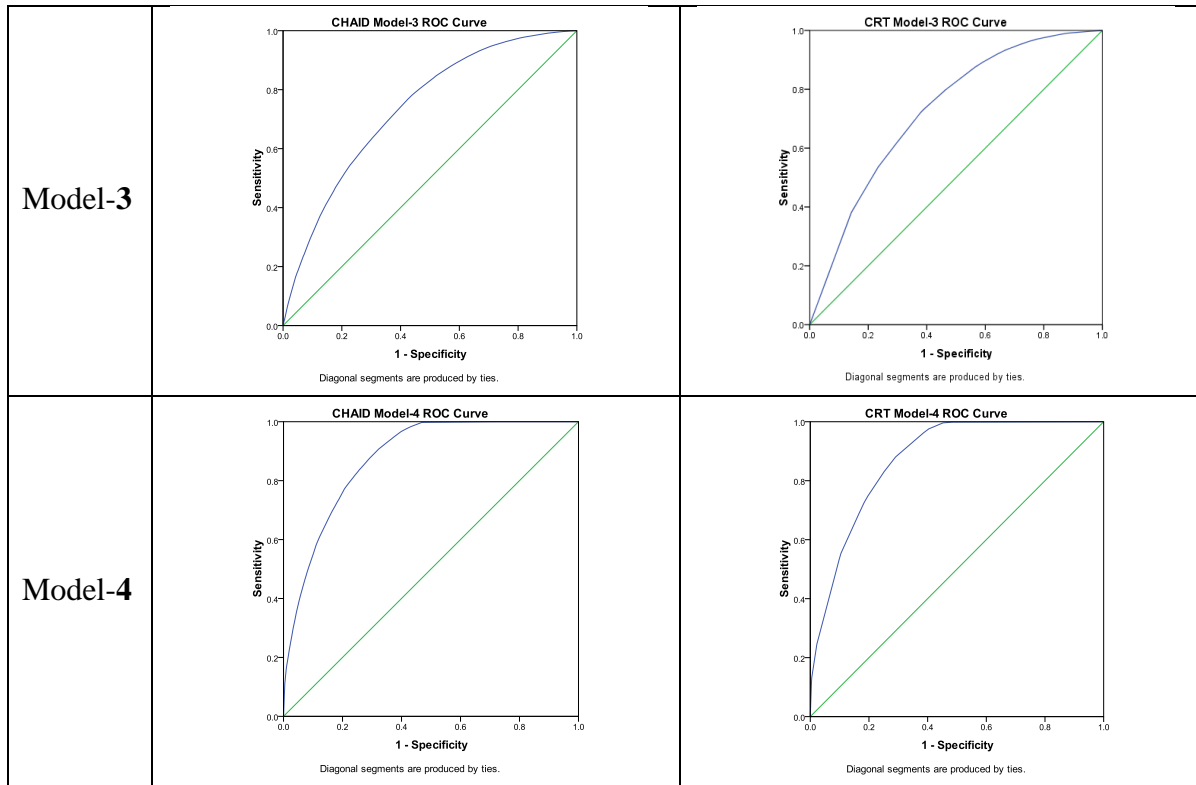 Model-3
CHAID Model-3 ROC Curve
1.0
0.8
0.6
0.4
0.2
0.0
Sensitivity
0.0 0.2 0.4 0.6 0.8 1.0
1 - Specificity
Diagonal segments are produced by ties.
CRT Model-3 ROC Curve
1.0
0.8
0.6
0.4
0.2
0.0
Sensitivity
0.0 0.2 0.4 0.6 0.8 1.0
1 - Specificity
Diagonal segments are produced by ties.
Model-4
CHAID Model-4 ROC Curve
1.0
0.8
0.6
0.4
0.2
0.0
Sensitivity
0.0 0.2 0.4 0.6 0.8 1.0
1 - Specificity
Diagonal segments are produced by ties.
CRT Model-4 ROC Curve
1.0
0.8
0.6
0.4
0.2
0.0
Sensitivity
0.0 0.2 0.4 0.6 0.8 1.0
1 - Specificity
Diagonal segments are produced by ties.